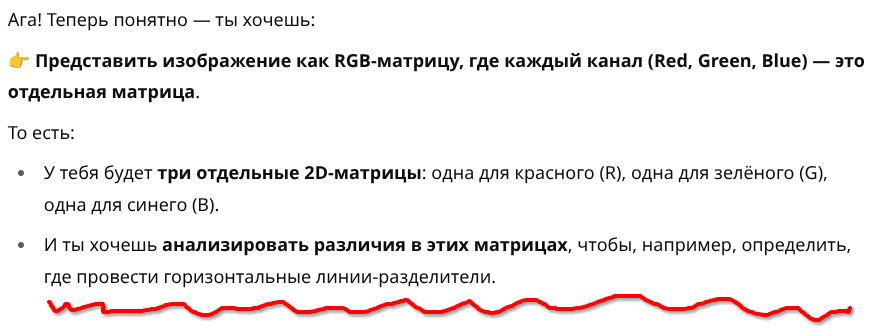 Ага! Теперь понятно — ты хочешь:
👉 Представить изображение как RGB-матрицу, где каждый канал (Red, Green, Blue) — это
отдельная матрица.
То есть:
• У тебя будет три отдельные 2D-матрицы: одна для красного (R), одна для зелёного (G),
одна для синего (B).
• И ты хочешь анализировать различия в этих матрицах, чтобы, например, определить,
где провести горизонтальные линии-разделители.